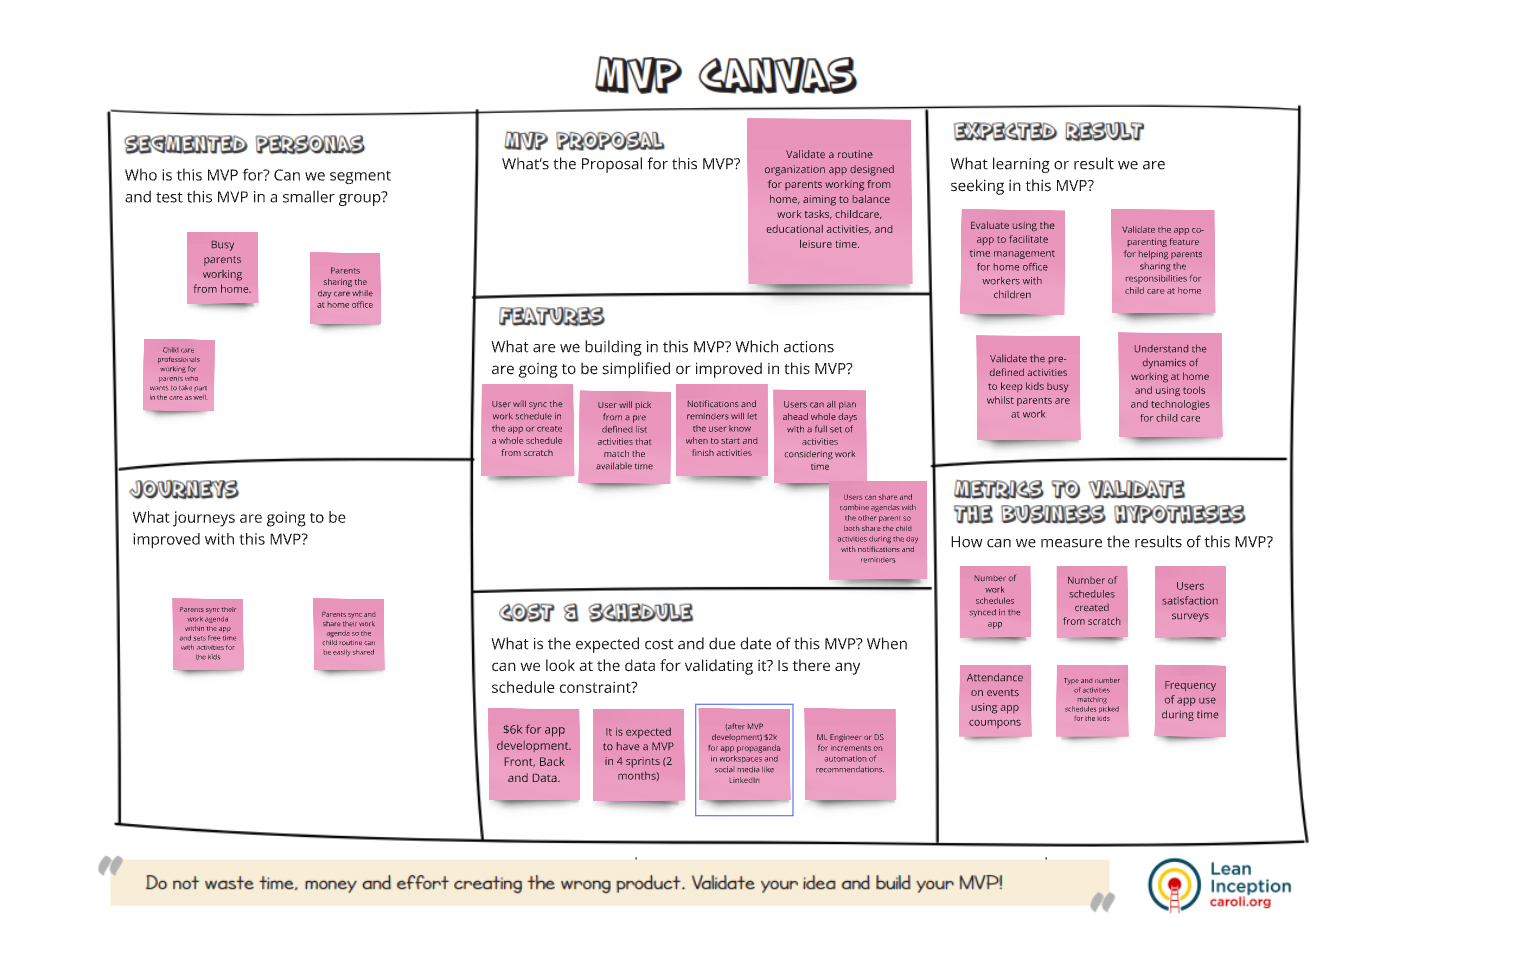 MVP CANVAS
SEGMENTED PERSONAS
Who is this MVP for? Can we segment
and test this MVP in a smaller group?
Busy
parents
working
from home.
Parents
sharing the
day care while
at home office
Child care
professionals
working for
parents who
wants to take part
in the care as well.
MVP PROPOSAL
What's the Proposal for this MVP?
Validate a routine
organization app designed
for parents working from
home, aiming to balance
work tasks, childcare,
educational activities, and
leisure time.
EXPECTED RESULT
What learning or result we are
seeking in this MVP?
Evaluate using the
app to facilitate
time management
for home office
workers with
children
Validate the app co-
parenting feature
for helping parents
sharing the
responsibilities for
child care at home
Validate the pre-
defined activities
to keep kids busy
whilst parents are
at work
Understand the
dynamics of
working at home
and using tools
and technologies
for child care
FEATURES
What are we building in this MVP? Which actions
are going to be simplified or improved in this MVP?
User will sync the
work schedule in
the app or create
a whole schedule
from scratch
User will pick
from a pre
defined list
activities that
match the
available time
Notifications and
reminders will let
the user know
when to start and
finish activities
Users can all plan
ahead whole days
with a full set of
activities
considering work
time
Users can share and
combine agendas with
the other parent so
both share the child
activities during the day
with notifications and
reminders
JOURNEYS
What journeys are going to be
improved with this MVP?
Parents sync their
work agenda
within the app
and sets free time
with activities for
the kids
Parents sync and
share their work
agenda so the
child routine can
be easily shared
COST & SCHEDULE
What is the expected cost and due date of this MVP? When
can we look at the data for validating it? Is there any
schedule constraint?
$6k for app
development.
Front, Back
and Data.
It is expected
to have a MVP
in 4 sprints (2
months)
(after MVP
development) $2k
for app propaganda
in workspaces and
social media like
LinkedIn
ML Engineer or DS
for increments on
automation of
recommendations.
METRICS TO VALIDATE
THE BUSINESS HYPOTHESES
How can we measure the results of this MVP?
Number of
work
schedules
synced in the
app
Number of
schedules
created
from scratch
Users
satisfaction
surveys
Attendance
on events
using app
coumpons
Type and number
of activities
matching
schedules picked
for the kids
Frequency
of app use
during time
" Do not waste time, money and effort creating the wrong product. Validate your idea and build your MVP! "
Lean
Inception
caroli.org